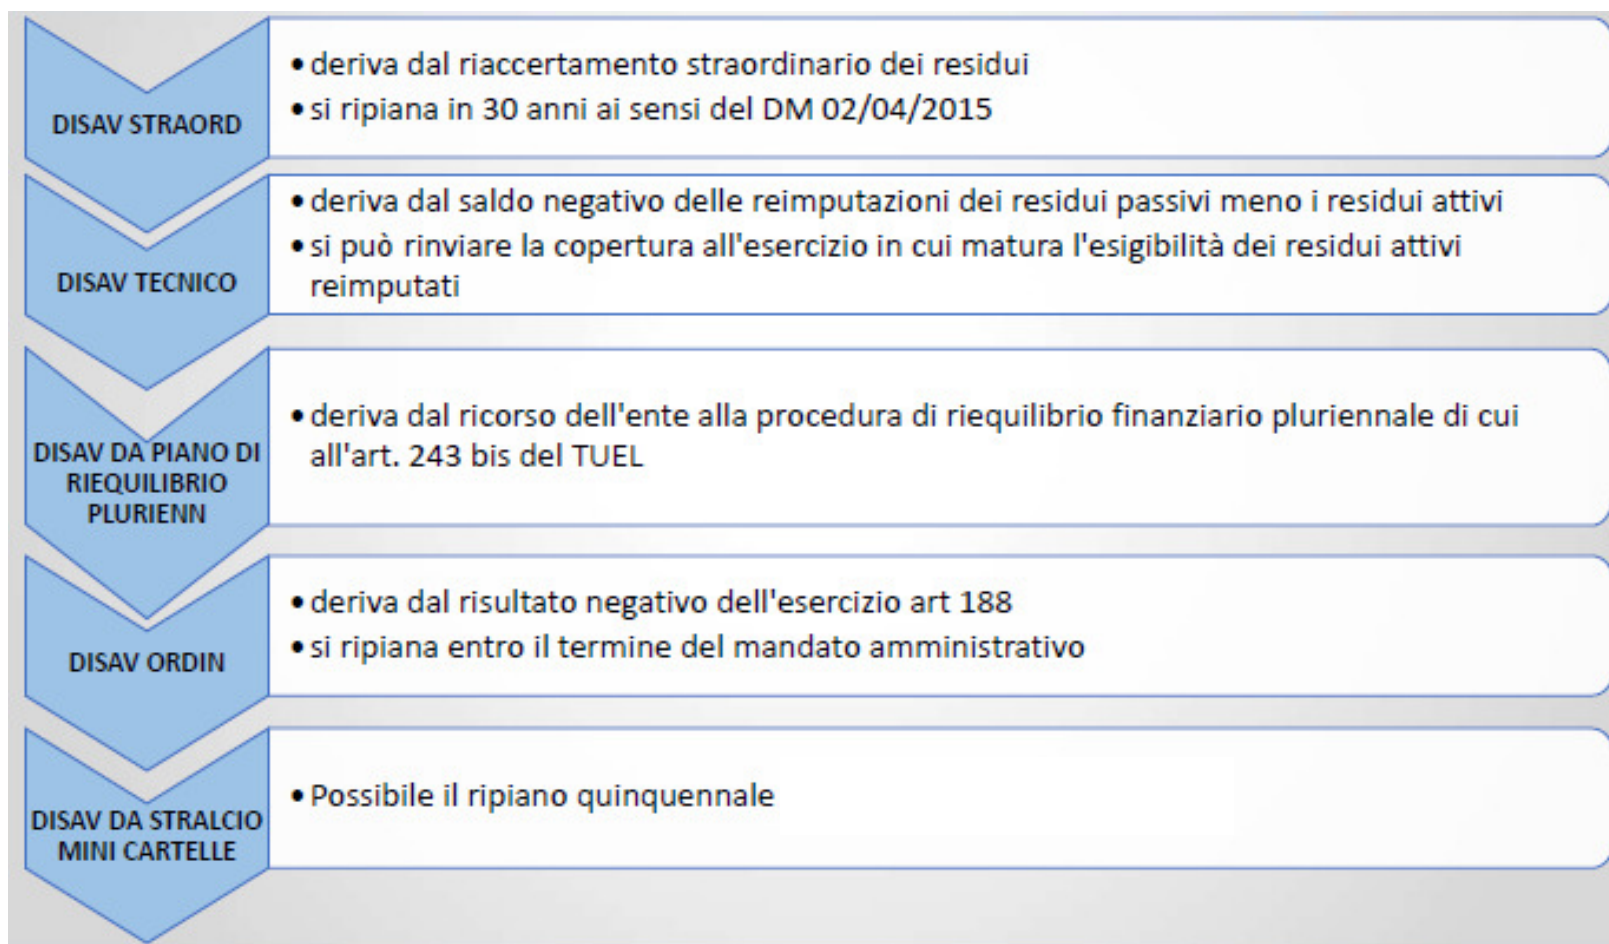 DISAV STRAORD
• deriva dal riaccertamento straordinario dei residui
• si ripiana in 30 anni ai sensi del DM 02/04/2015
DISAV TECNICO
• deriva dal saldo negativo delle reimputazioni dei residui passivi meno i residui attivi
• si può rinviare la copertura all'esercizio in cui matura l'esigibilità dei residui attivi
reimputati
DISAV DA PIANO DI
RIEQUILIBRIO
PLURIENN
• deriva dal ricorso dell'ente alla procedura di riequilibrio finanziario pluriennale di cui
all'art. 243 bis del TUEL
DISAV ORDIN
• deriva dal risultato negativo dell'esercizio art 188
• si ripiana entro il termine del mandato amministrativo
DISAV DA STRALCIO
MINI CARTELLE
• Possibile il ripiano quinquennale